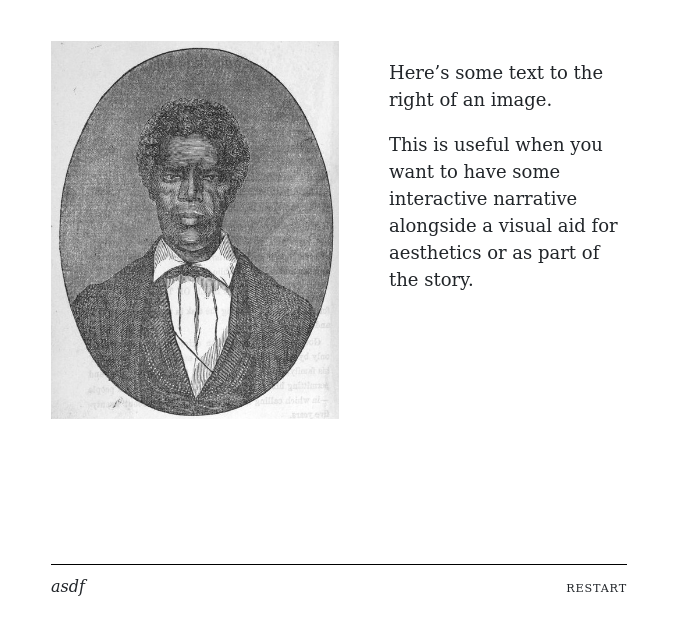 Here’s some text to the
right of an image.
This is useful when you
want to have some
interactive narrative
alongside a visual aid for
aesthetics or as part of
the story.
asdf
RESTART